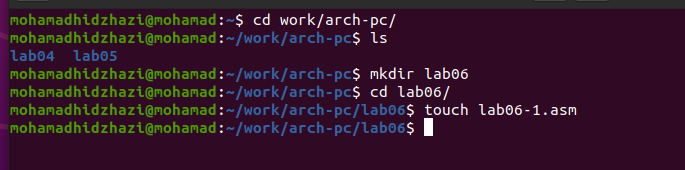 mohamadhidzhazi@mohamad:~$ cd work/arch-pc/
mohamadhidzhazi@mohamad:~/work/arch-pc$ ls
lab04  lab05
mohamadhidzhazi@mohamad:~/work/arch-pc$ mkdir lab06
mohamadhidzhazi@mohamad:~/work/arch-pc$ cd lab06/
mohamadhidzhazi@mohamad:~/work/arch-pc/lab06$ touch lab06-1.asm
mohamadhidzhazi@mohamad:~/work/arch-pc/lab06$